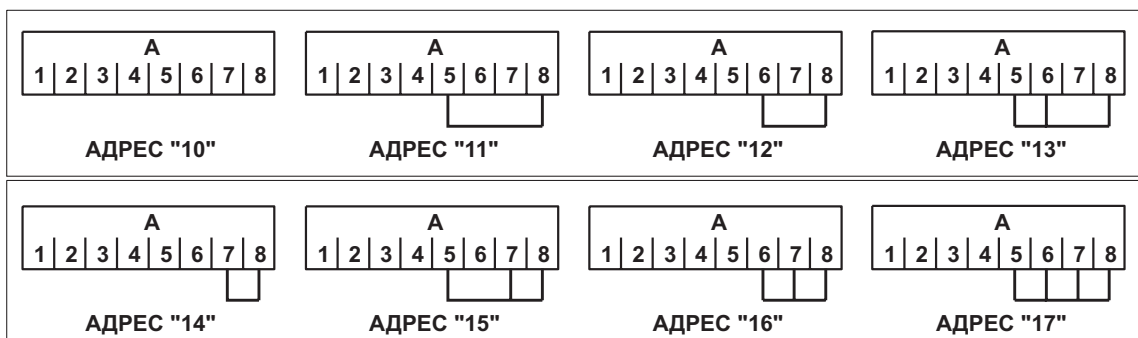 A A A A
1 2 3 4 5 6 7 8 1 2 3 4 5 6 7 8 1 2 3 4 5 6 7 8 1 2 3 4 5 6 7 8
АДРЕС "10" АДРЕС "11" АДРЕС "12" АДРЕС "13"
A A A A
1 2 3 4 5 6 7 8 1 2 3 4 5 6 7 8 1 2 3 4 5 6 7 8 1 2 3 4 5 6 7 8
АДРЕС "14" АДРЕС "15" АДРЕС "16" АДРЕС "17"